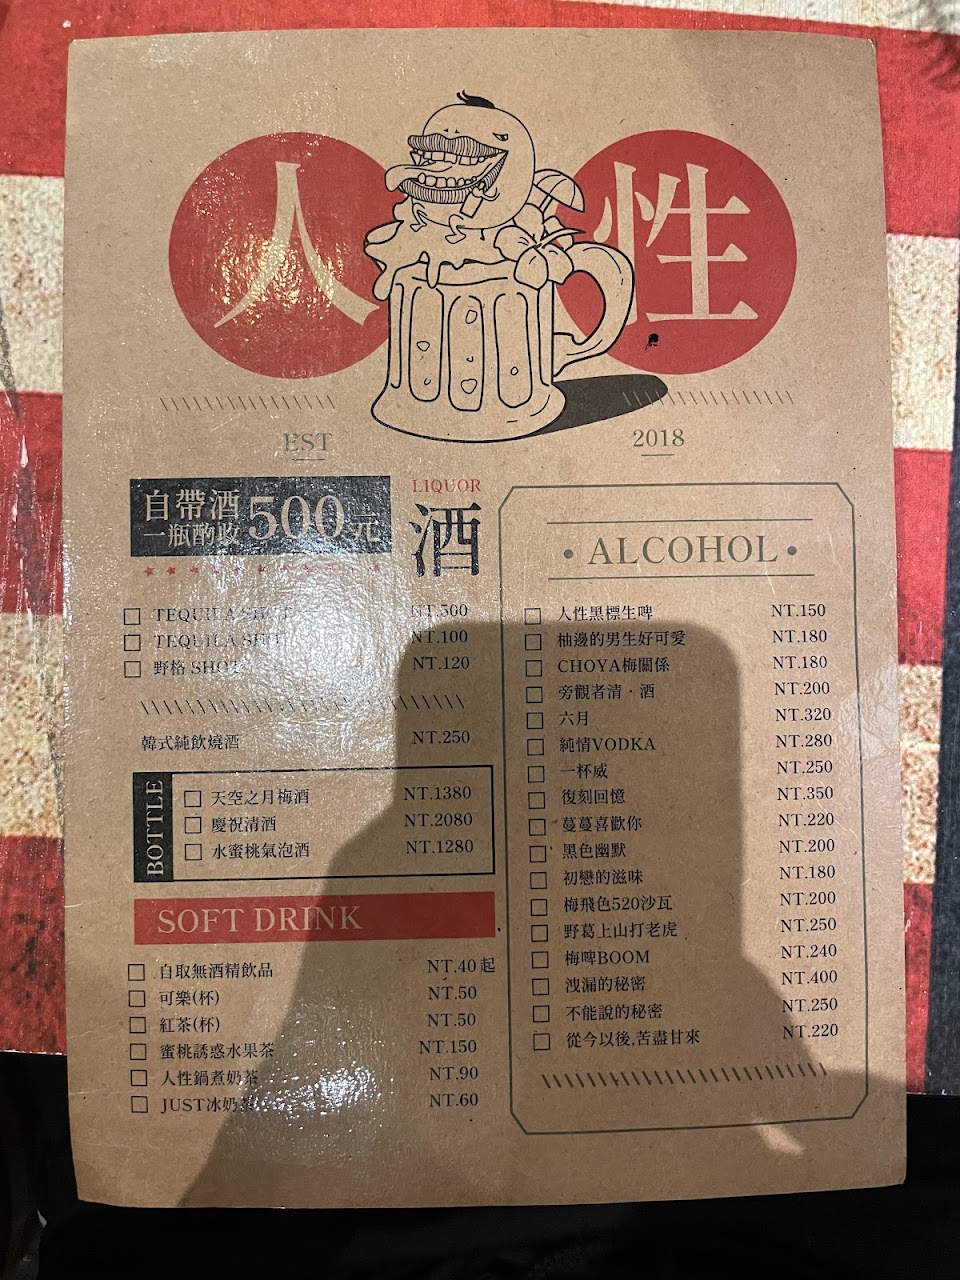 人性
EST 2018
自帶酒
一瓶酌收500元
LIQUOR
酒
TEQUILA SHOT NT.500
TEQUILA SHOT NT.100
野格 SHOT NT.120
韓式純飲燒酒 NT.250
BOTTLE
天空之月梅酒 NT.1380
慶祝清酒 NT.2080
水蜜桃氣泡酒 NT.1280
SOFT DRINK
自取無酒精飲品 NT.40起
可樂(杯) NT.50
紅茶(杯) NT.50
蜜桃誘惑水果茶 NT.150
人性鍋煮奶茶 NT.90
JUST冰奶茶 NT.60
• ALCOHOL •
人性黑標生啤 NT.150
柚邊的男生好可愛 NT.180
CHOYA梅關係 NT.180
旁觀者清·酒 NT.200
六月 NT.320
純情VODKA NT.280
一杯威 NT.250
復刻回憶 NT.350
蔓蔓喜歡你 NT.220
黑色幽默 NT.200
初戀的滋味 NT.180
梅飛色520沙瓦 NT.200
野葛上山打老虎 NT.250
梅啤BOOM NT.240
洩漏的秘密 NT.400
不能說的秘密 NT.250
從今以後,苦盡甘來 NT.220